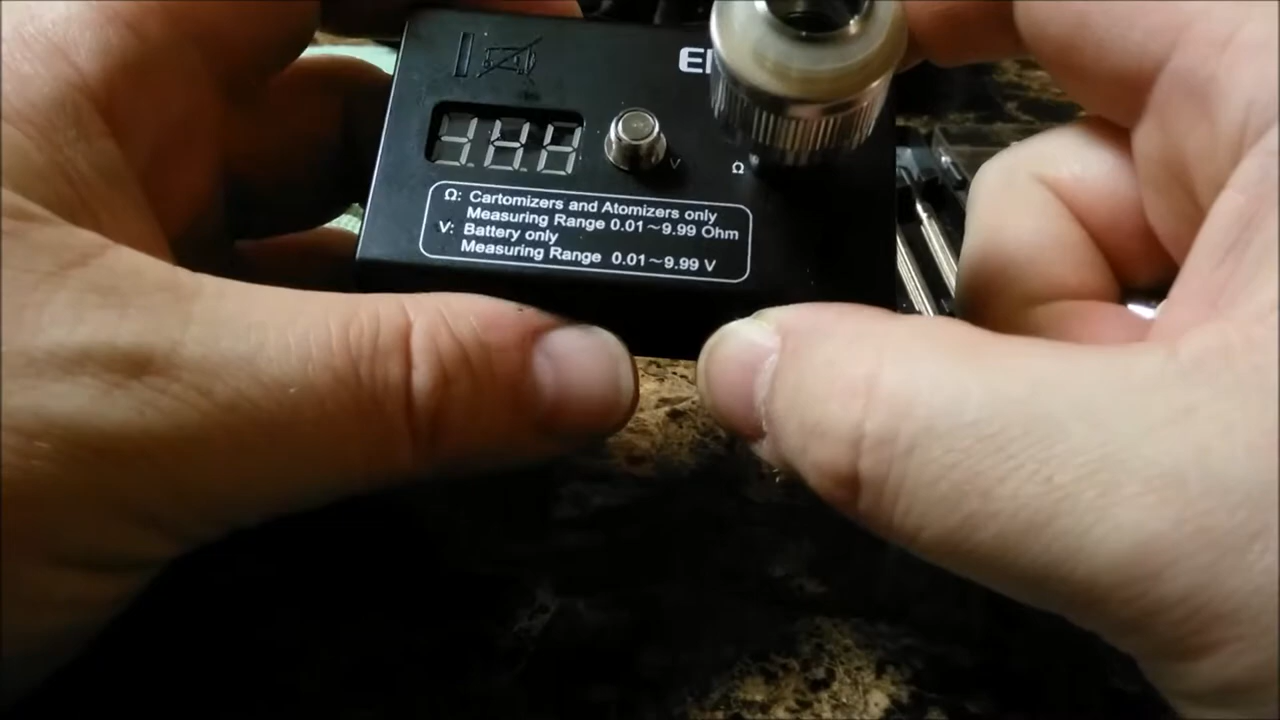 El
V
Ω
Ω: Cartomizers and Atomizers only
Measuring Range 0.01~9.99 Ohm
V: Battery only
Measuring Range 0.01~9.99 V